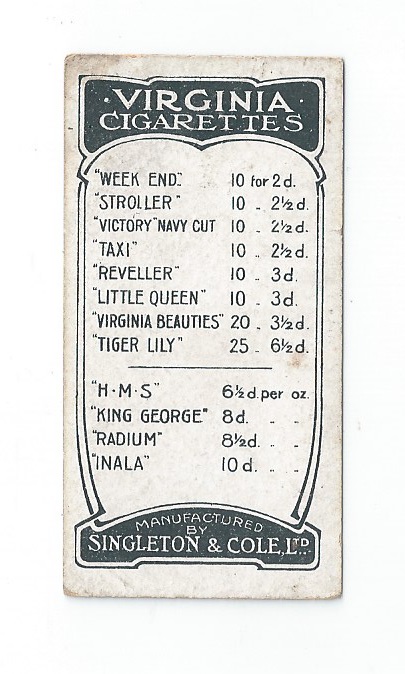 · VIRGINIA ·
CIGARETTES
"WEEK END" 10 for 2d.
"STROLLER" 10 „ 2½d.
"VICTORY" NAVY CUT 10 „ 2½d.
"TAXI" 10 „ 2½d.
"REVELLER" 10 „ 3d.
"LITTLE QUEEN" 10 „ 3d.
"VIRGINIA BEAUTIES" 20 „ 3½d.
"TIGER LILY" 25 „ 6½d.
"H·M·S" 6½d. per oz.
"KING GEORGE" 8d. „ „
"RADIUM" 8½d. „ „
"INALA" 10d. „ „
MANUFACTURED
BY
SINGLETON & COLE, LTD.